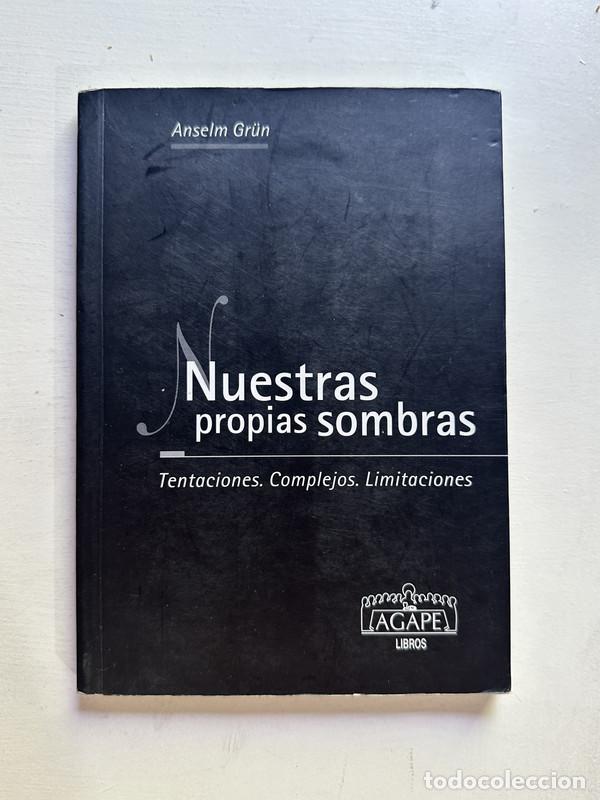 Anselm Grün
Nuestras
propias sombras
Tentaciones. Complejos. Limitaciones
AGAPE
LIBROS
todocoleccion